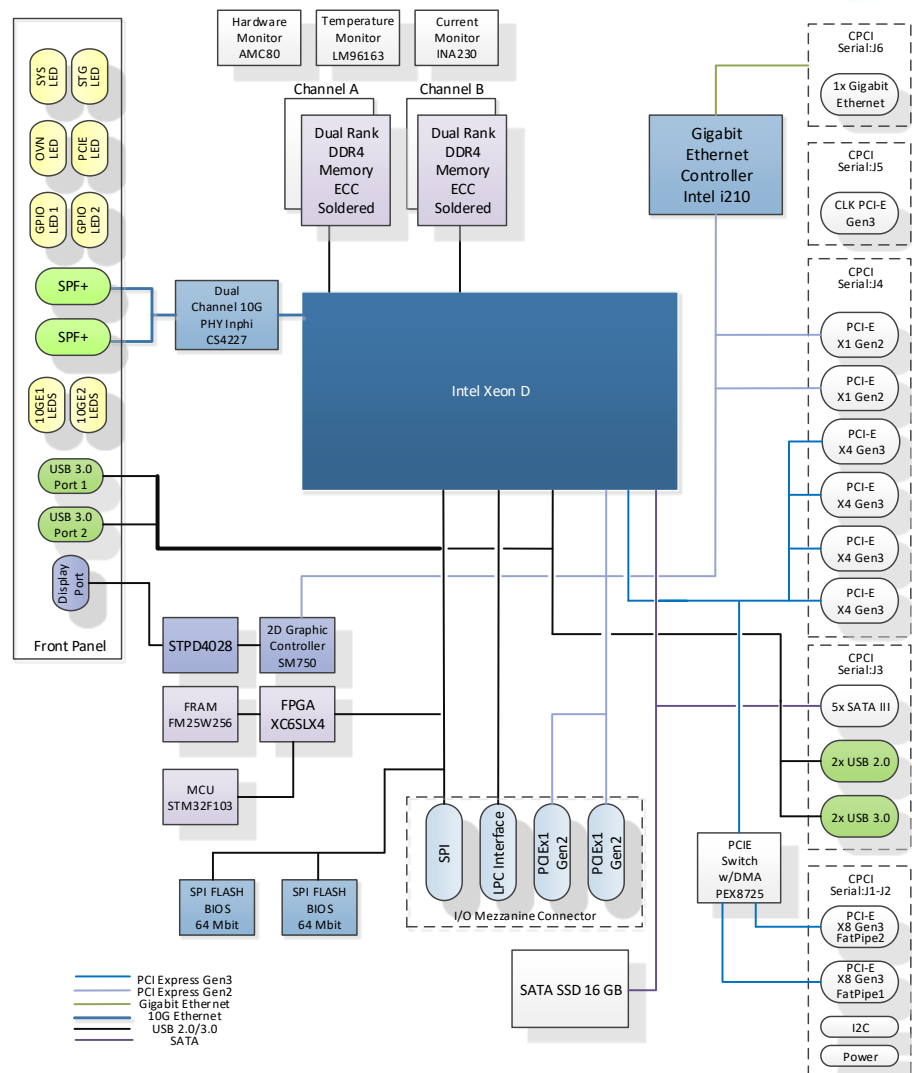 Hardware
Monitor
AMC80
Temperature
Monitor
LM96163
Current
Monitor
INA230
Channel A
Channel B
Dual Rank
DDR4
Memory
ECC
Soldered
Dual Rank
DDR4
Memory
ECC
Soldered
Gigabit
Ethernet
Controller
Intel i210
SYS
LED
STG
LED
OVN
LED
PCIE
LED
GPIO
LED1
GPIO
LED2
SPF+
SPF+
10GE1
LEDS
10GE2
LEDS
USB 3.0
Port 1
USB 3.0
Port 2
Display
Port
Front Panel
Dual
Channel 10G
PHY Inphi
CS4227
Intel Xeon D
STPD4028
2D Graphic
Controller
SM750
FRAM
FM25W256
FPGA
XC6SLX4
MCU
STM32F103
SPI FLASH
BIOS
64 Mbit
SPI FLASH
BIOS
64 Mbit
SPI
LPC Interface
PCIEx1
Gen2
PCIEx1
Gen2
I/O Mezzanine Connector
SATA SSD 16 GB
PCIE
Switch
w/DMA
PEX8725
CPCI
Serial:J6
1x Gigabit
Ethernet
CPCI
Serial:J5
CLK PCI-E
Gen3
CPCI
Serial:J4
PCI-E
X1 Gen2
PCI-E
X1 Gen2
PCI-E
X4 Gen3
PCI-E
X4 Gen3
PCI-E
X4 Gen3
PCI-E
X4 Gen3
CPCI
Serial:J3
5x SATA III
2x USB 2.0
2x USB 3.0
CPCI
Serial:J1-J2
PCI-E
X8 Gen3
FatPipe2
PCI-E
X8 Gen3
FatPipe1
I2C
Power
PCI Express Gen3
PCI Express Gen2
Gigabit Ethernet
10G Ethernet
USB 2.0/3.0
SATA